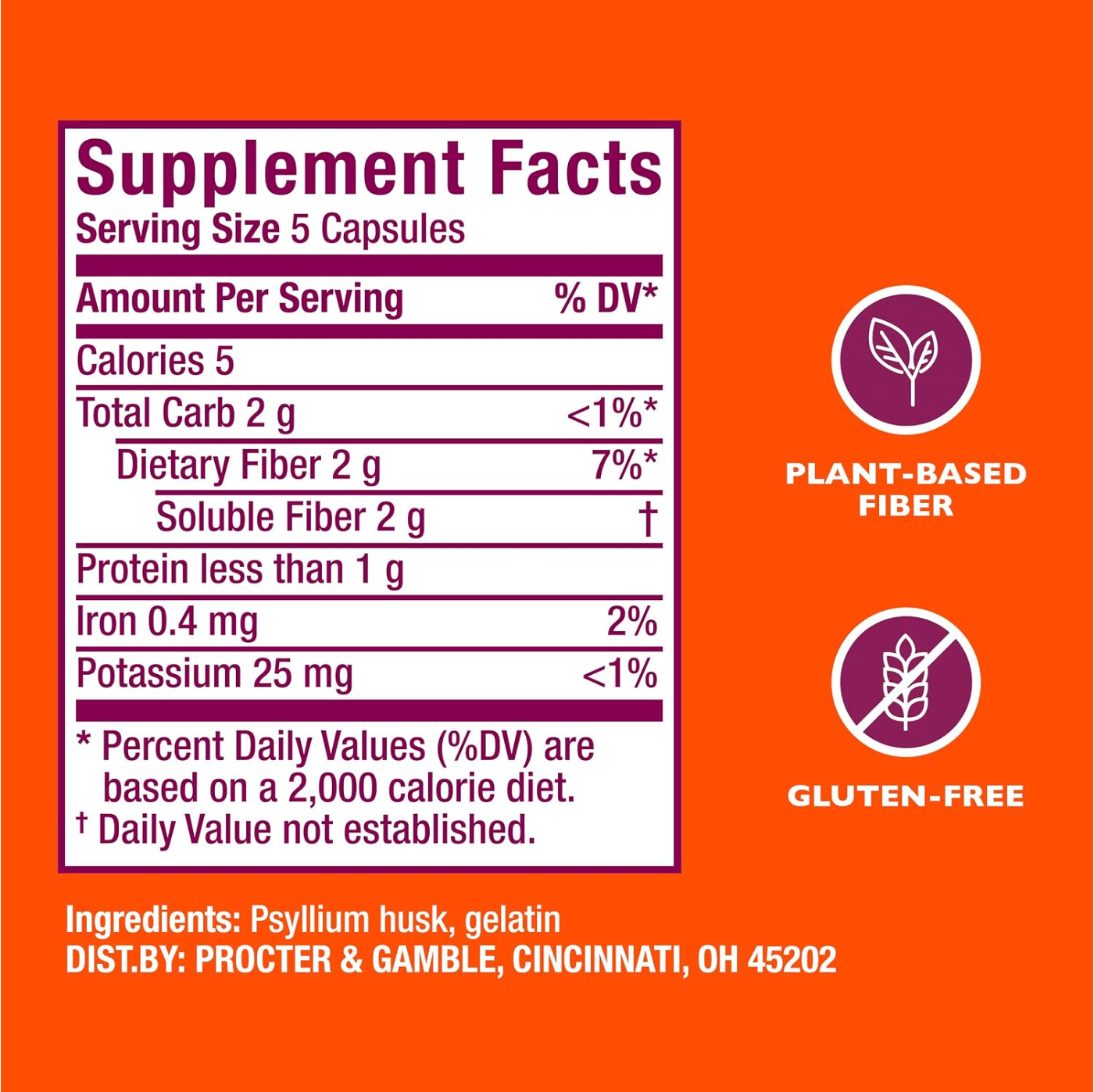 Supplement Facts
Serving Size 5 Capsules
Amount Per Serving % DV*
Calories 5
Total Carb 2 g <1%*
Dietary Fiber 2 g 7%*
Soluble Fiber 2 g †
Protein less than 1 g
Iron 0.4 mg 2%
Potassium 25 mg <1%
* Percent Daily Values (%DV) are
based on a 2,000 calorie diet.
† Daily Value not established.
Ingredients: Psyllium husk, gelatin
DIST.BY: PROCTER & GAMBLE, CINCINNATI, OH 45202
PLANT-BASED
FIBER
GLUTEN-FREE